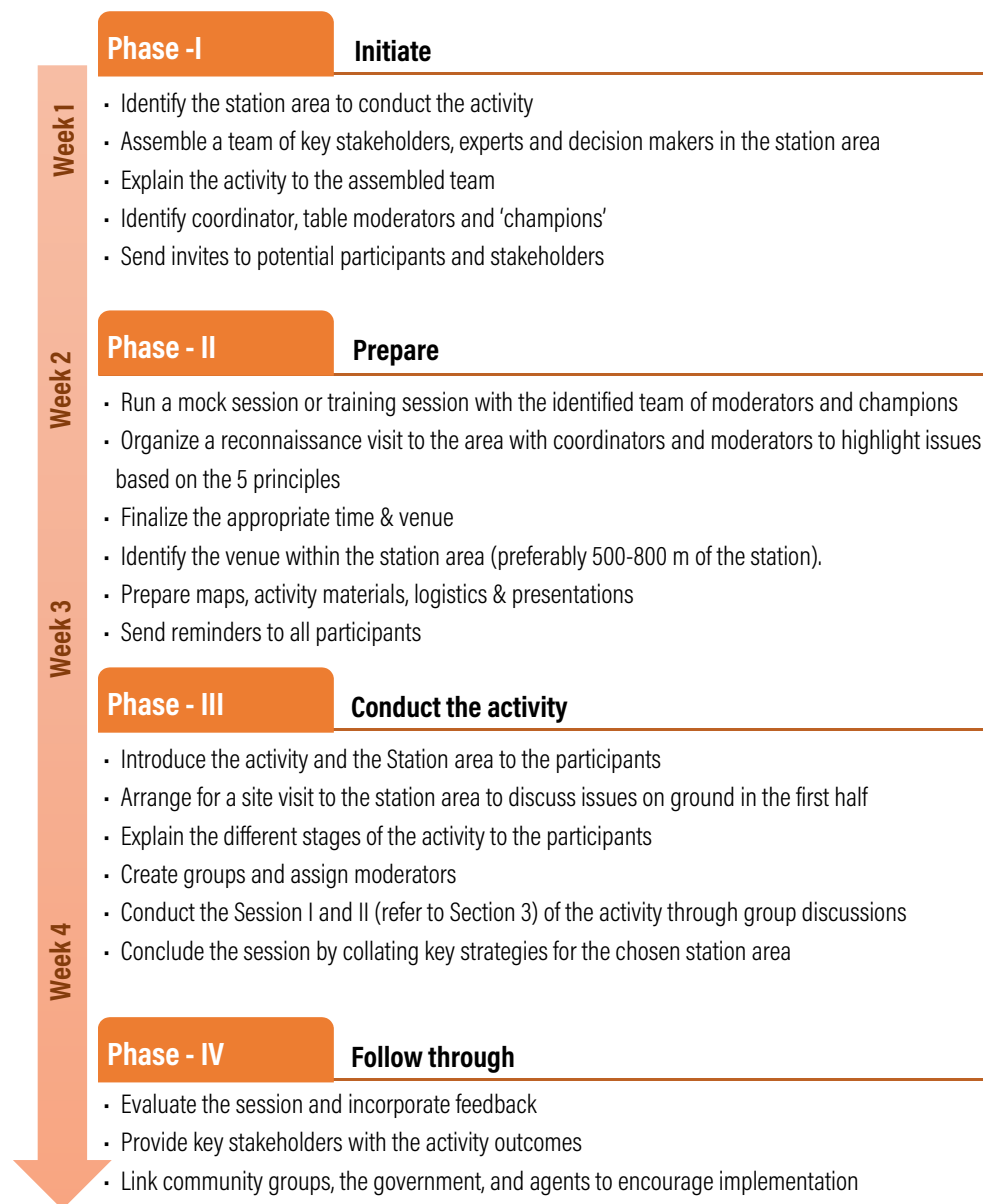 Phase -I
Initiate
Week 1
· Identify the station area to conduct the activity
· Assemble a team of key stakeholders, experts and decision makers in the station area
· Explain the activity to the assembled team
· Identify coordinator, table moderators and ‘champions’
· Send invites to potential participants and stakeholders
Phase - II
Prepare
Week 2
· Run a mock session or training session with the identified team of moderators and champions
· Organize a reconnaissance visit to the area with coordinators and moderators to highlight issues
based on the 5 principles
· Finalize the appropriate time & venue
· Identify the venue within the station area (preferably 500-800 m of the station).
Week 3
· Prepare maps, activity materials, logistics & presentations
· Send reminders to all participants
Phase - III
Conduct the activity
· Introduce the activity and the Station area to the participants
· Arrange for a site visit to the station area to discuss issues on ground in the first half
· Explain the different stages of the activity to the participants
· Create groups and assign moderators
· Conduct the Session I and II (refer to Section 3) of the activity through group discussions
Week 4
· Conclude the session by collating key strategies for the chosen station area
Phase - IV
Follow through
· Evaluate the session and incorporate feedback
· Provide key stakeholders with the activity outcomes
· Link community groups, the government, and agents to encourage implementation